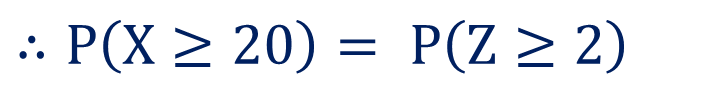 ∴ P(X ≥ 20) = P(Z ≥ 2)